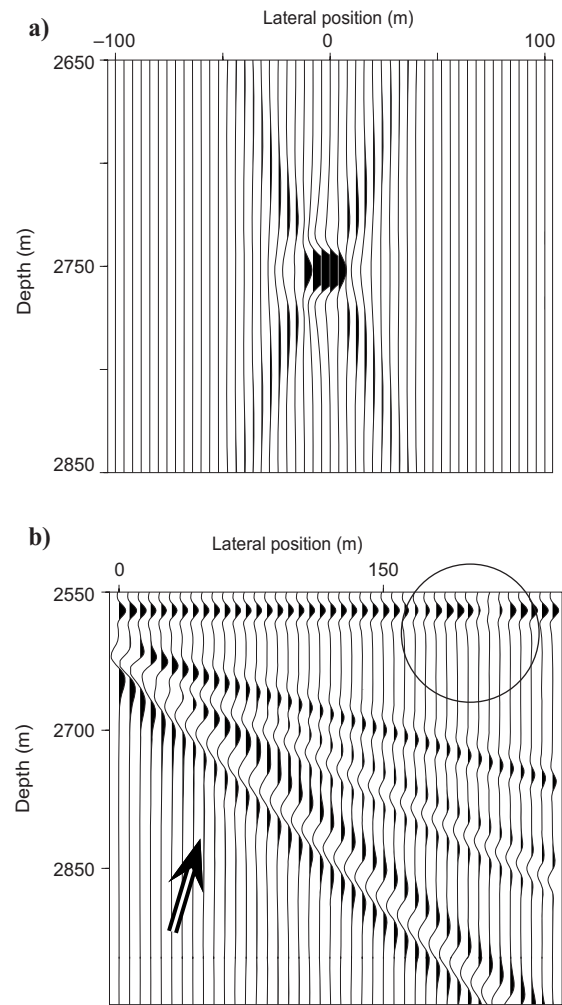 Lateral position (m)
a)
–100 0 100
2650
Depth (m)
2750
2850
b)
Lateral position (m)
0 150
2550
Depth (m)
2700
2850